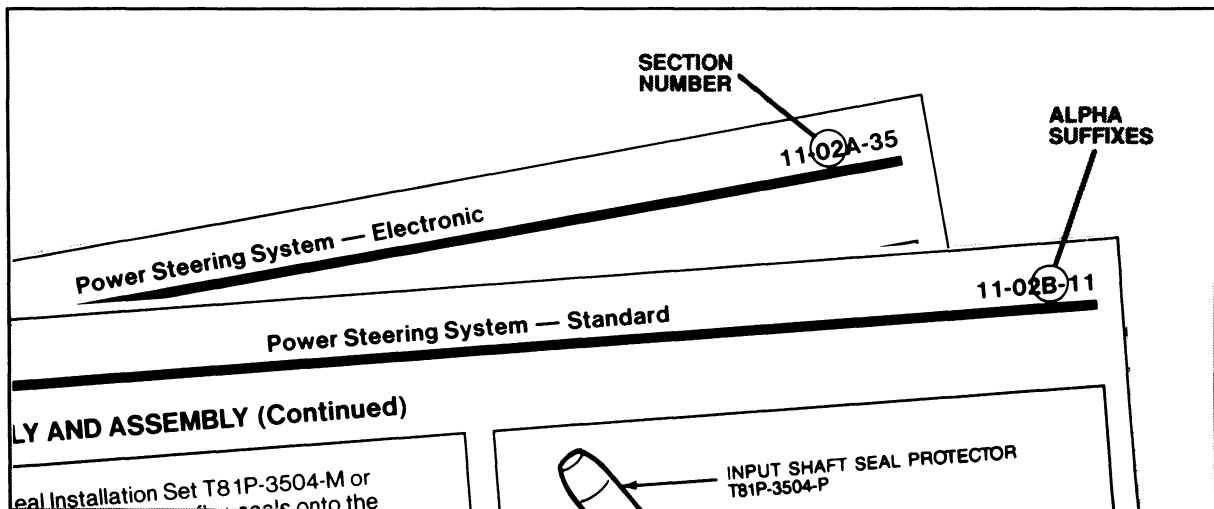 SECTION
NUMBER
ALPHA
SUFFIXES
11-02A-35
Power Steering System — Electronic
11-02B-11
Power Steering System — Standard
LY AND ASSEMBLY (Continued)
eal Installation Set T81P-3504-M or
onto the
INPUT SHAFT SEAL PROTECTOR
T81P-3504-P